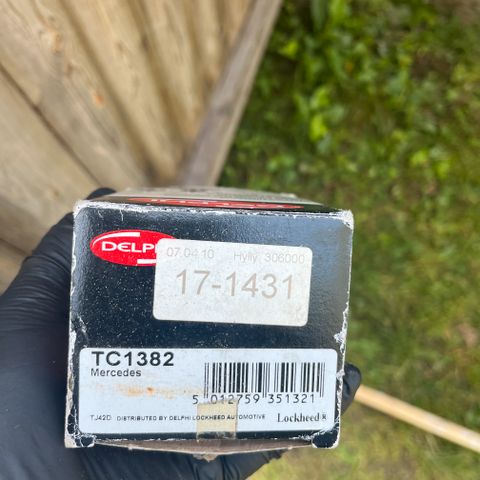 DELPHI
07.04.10 Hylly: 306000
17-1431
TC1382
Mercedes
5 012759 351321
TJ42D DISTRIBUTED BY DELPHI LOCKHEED AUTOMOTIVE Lockheed®